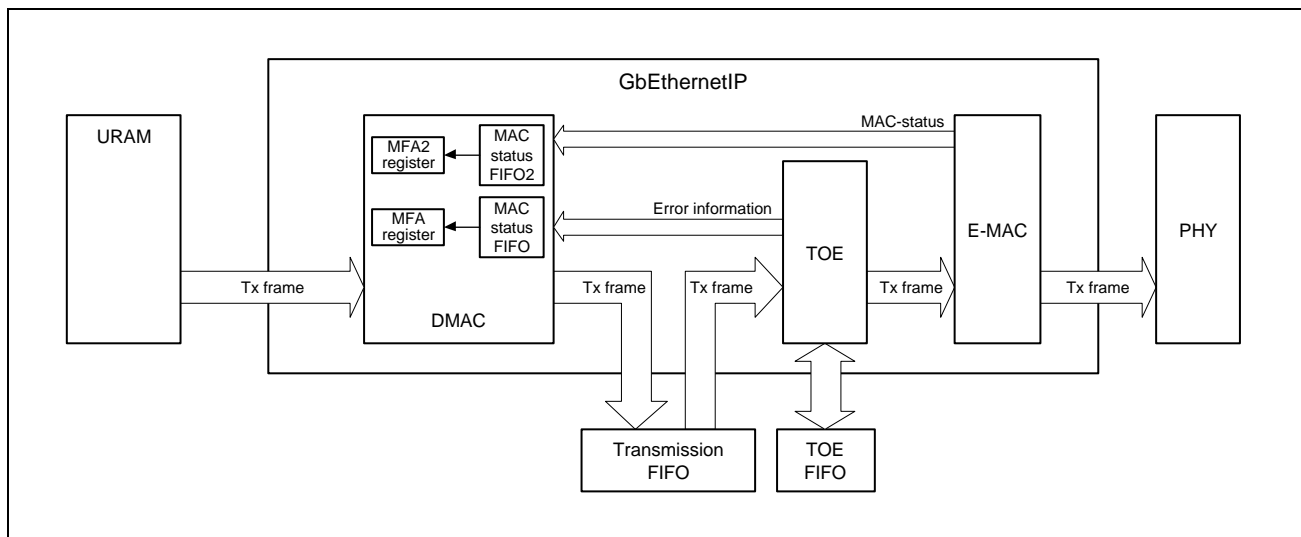 GbEthernetIP
URAM
MAC-status
MAC
status
FIFO2
MFA2
register
Error information
MAC
status
FIFO
MFA
register
TOE
E-MAC
PHY
Tx frame
Tx frame
Tx frame
Tx frame
Tx frame
DMAC
Transmission
FIFO
TOE
FIFO